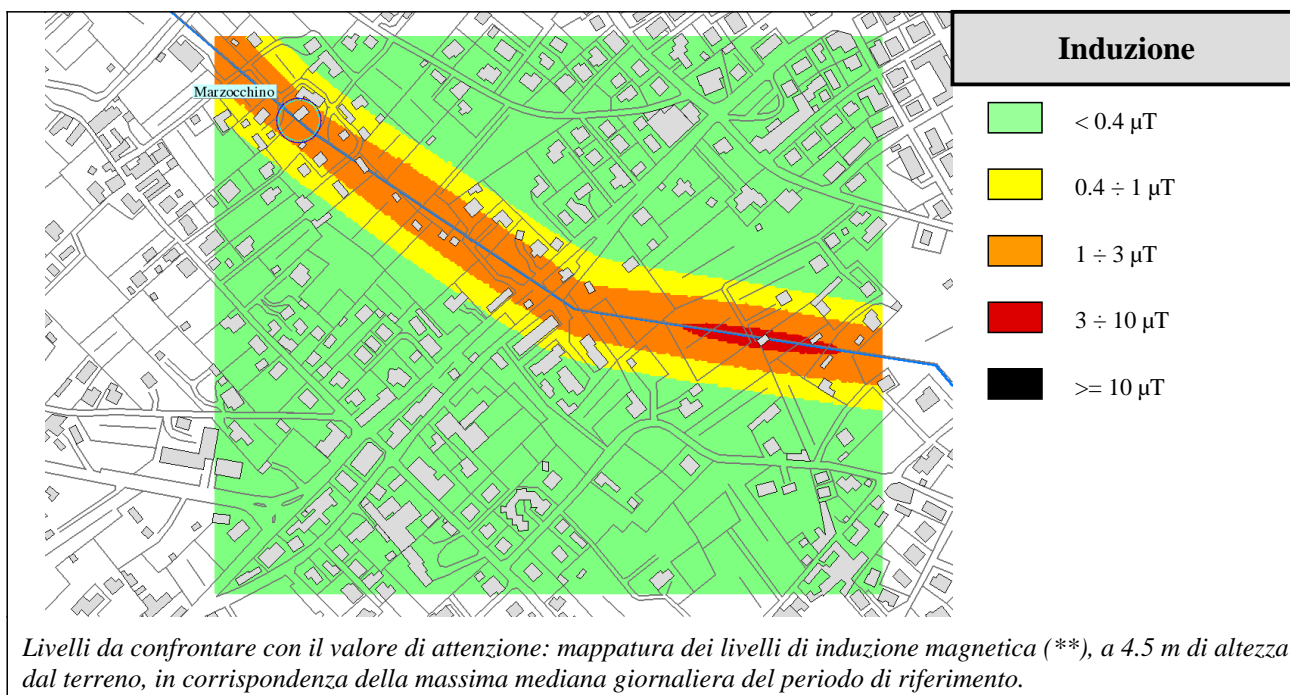 Marzocchino
Induzione
< 0.4 µT
0.4 ÷ 1 µT
1 ÷ 3 µT
3 ÷ 10 µT
>= 10 µT
Livelli da confrontare con il valore di attenzione: mappatura dei livelli di induzione magnetica (**), a 4.5 m di altezza
dal terreno, in corrispondenza della massima mediana giornaliera del periodo di riferimento.